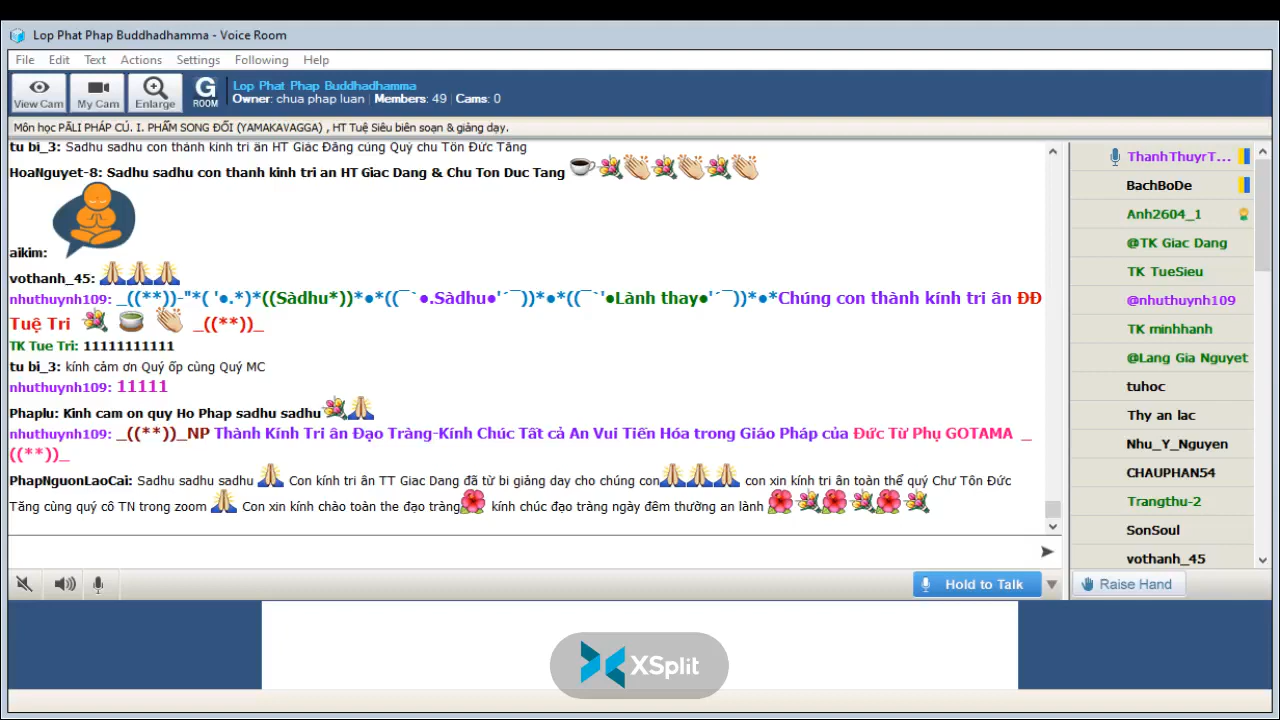 Lop Phat Phap Buddhadhamma - Voice Room
File Edit Text Actions Settings Following Help
View Cam My Cam Enlarge G ROOM
Lop Phat Phap Buddhadhamma
Owner: chua phap luan | Members: 49 | Cams: 0
Môn học PĀLI PHÁP CÚ. I. PHẨM SONG ĐỐI (YAMAKAVAGGA) , HT Tuệ Siêu biên soạn & giảng dạy.
tu bi_3: Sadhu sadhu con thành kính tri ân HT Giác Đẳng cùng Quý chu Tôn Đức Tăng
HoaNguyet-8: Sadhu sadhu con thanh kinh tri an HT Giac Dang & Chu Ton Duc Tang
aikim:
vothanh_45:
nhuthuynh109: _((**))-"*( '●.*)*((Sàdhu*))*●*((¯`●.Sàdhu●'´¯))*●*((¯`'●Lành thay●'´¯))*●*Chúng con thành kính tri ân ĐĐ
Tuệ Tri _((**))_
TK Tue Tri: 11111111111
tu bi_3: kính cảm ơn Quý ốp cùng Quý MC
nhuthuynh109: 11111
Phaplu: Kinh cam on quy Ho Phap sadhu sadhu
nhuthuynh109: _((**))_NP Thành Kính Tri ân Đạo Tràng-Kính Chúc Tất cả An Vui Tiến Hóa trong Giáo Pháp của Đức Từ Phụ GOTAMA _
((**))_
PhapNguonLaoCai: Sadhu sadhu sadhu Con kính tri ân TT Giac Dang đã từ bi giảng day cho chúng con con xin kính tri ân toàn thể quý Chư Tôn Đức
Tăng cùng quý cô TN trong zoom Con xin kính chào toàn the đạo tràng kính chúc đạo tràng ngày đêm thường an lành
ThanhThuyrT...
BachBoDe
Anh2604_1
@TK Giac Dang
TK TueSieu
@nhuthuynh109
TK minhhanh
@Lang Gia Nguyet
tuhoc
Thy an lac
Nhu_Y_Nguyen
CHAUPHAN54
Trangthu-2
SonSoul
vothanh_45
Hold to Talk
Raise Hand
XSplit